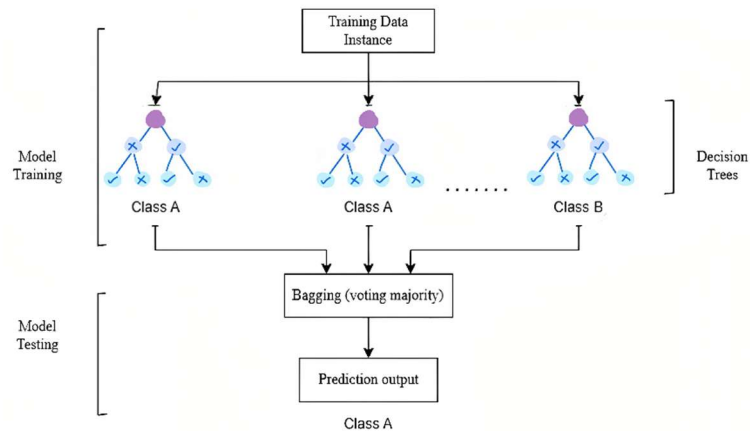 Training Data
Instance
Model
Training
Decision
Trees
Class A
Class A
.......
Class B
Bagging (voting majority)
Model
Testing
Prediction output
Class A